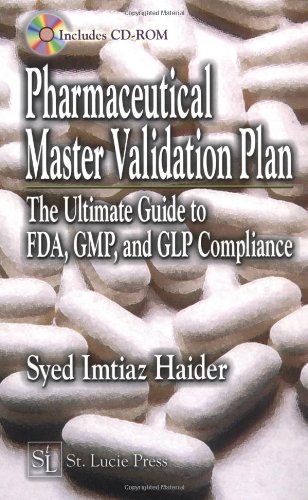 Includes CD-ROM
Pharmaceutical
Master Validation Plan
The Ultimate Guide to
FDA, GMP, and GLP Compliance
Syed Imtiaz Haider
SL
St. Lucie Press